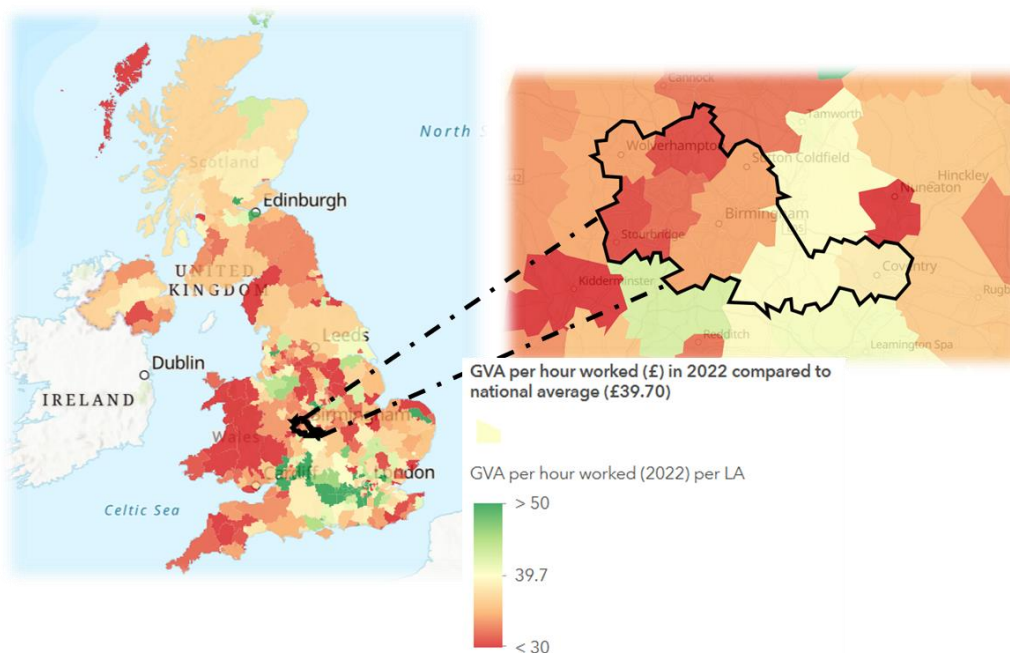 North
Scotland
Edinburgh
UNITED
KINGDOM
Leeds
Dublin
IRELAND
Birmingham
Wales
Cardiff
London
Celtic Sea
Cannock
Tamworth
Wolverhampton
Sutton Coldfield
Hinckley
Nuneaton
Birmingham
Stourbridge
Coventry
Kidderminster
Rugb
Redditch
Leamington Spa
GVA per hour worked (£) in 2022 compared to
national average (£39.70)
GVA per hour worked (2022) per LA
> 50
39.7
< 30